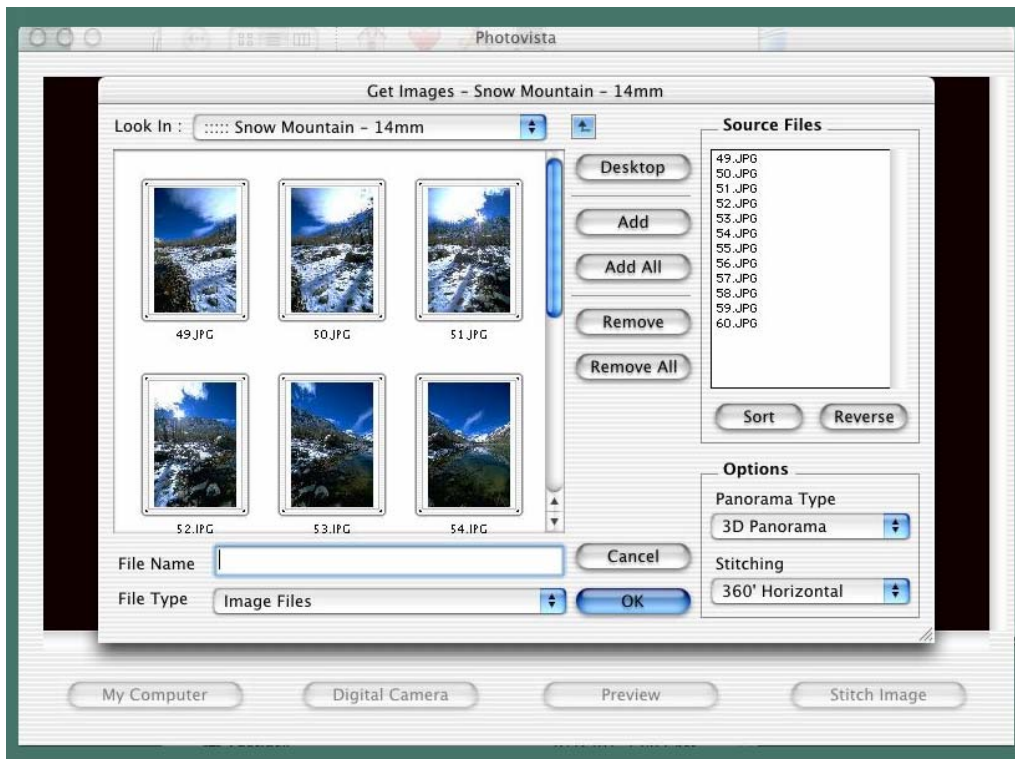 Photovista
Get Images - Snow Mountain - 14mm
Look In : ::::: Snow Mountain - 14mm
49.JPG 50.JPG 51.JPG
52.JPG 53.JPG 54.JPG
File Name
File Type Image Files
Desktop
Add
Add All
Remove
Remove All
Cancel
OK
Source Files
49.JPG
50.JPG
51.JPG
52.JPG
53.JPG
54.JPG
55.JPG
56.JPG
57.JPG
58.JPG
59.JPG
60.JPG
Sort Reverse
Options
Panorama Type
3D Panorama
Stitching
360' Horizontal
My Computer Digital Camera Preview Stitch Image